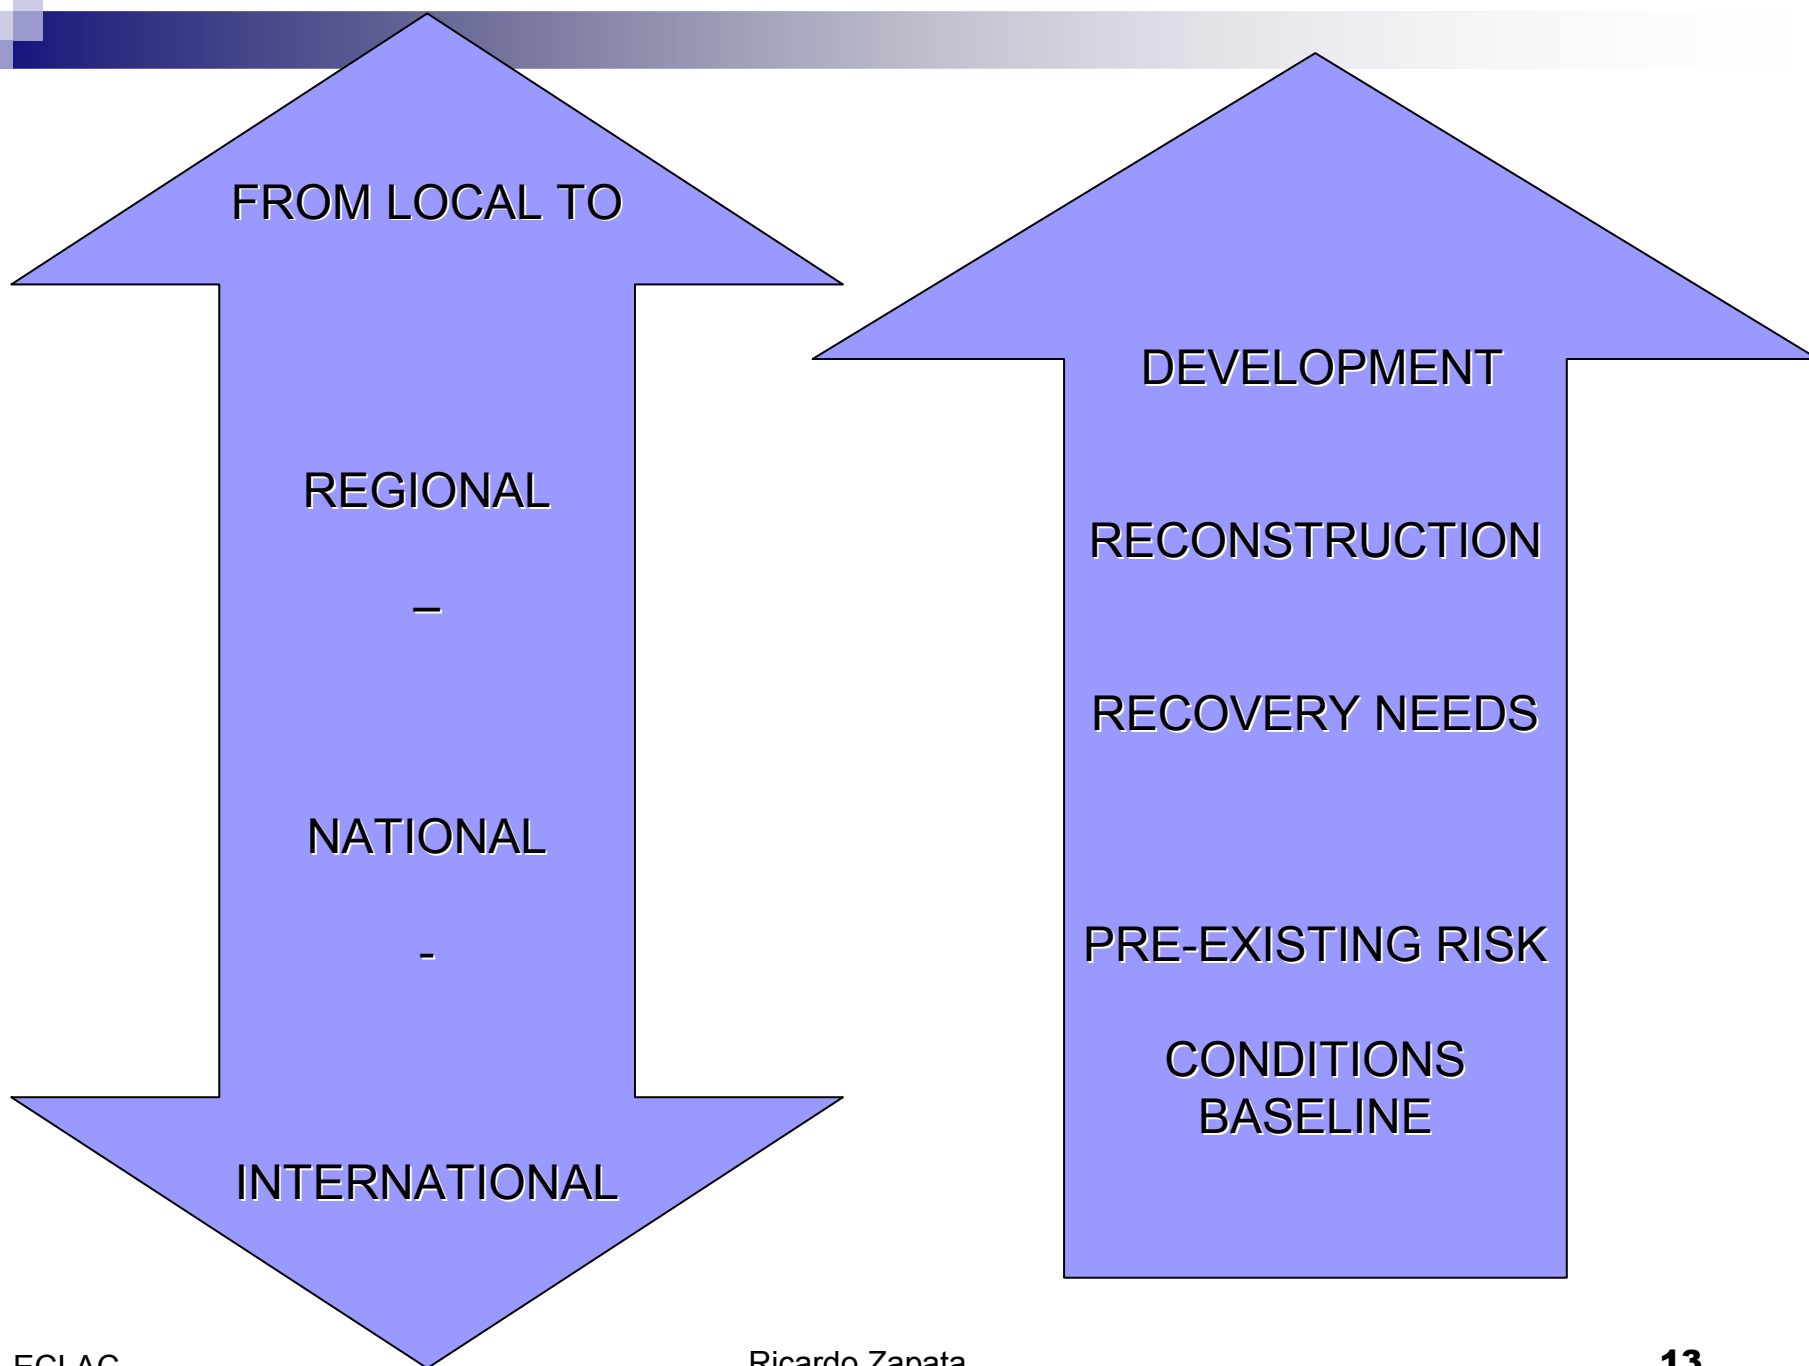 FROM LOCAL TO
REGIONAL
–
NATIONAL
-
INTERNATIONAL
DEVELOPMENT
RECONSTRUCTION
RECOVERY NEEDS
PRE-EXISTING RISK
CONDITIONS
BASELINE
ECLAC
Ricardo Zapata
13